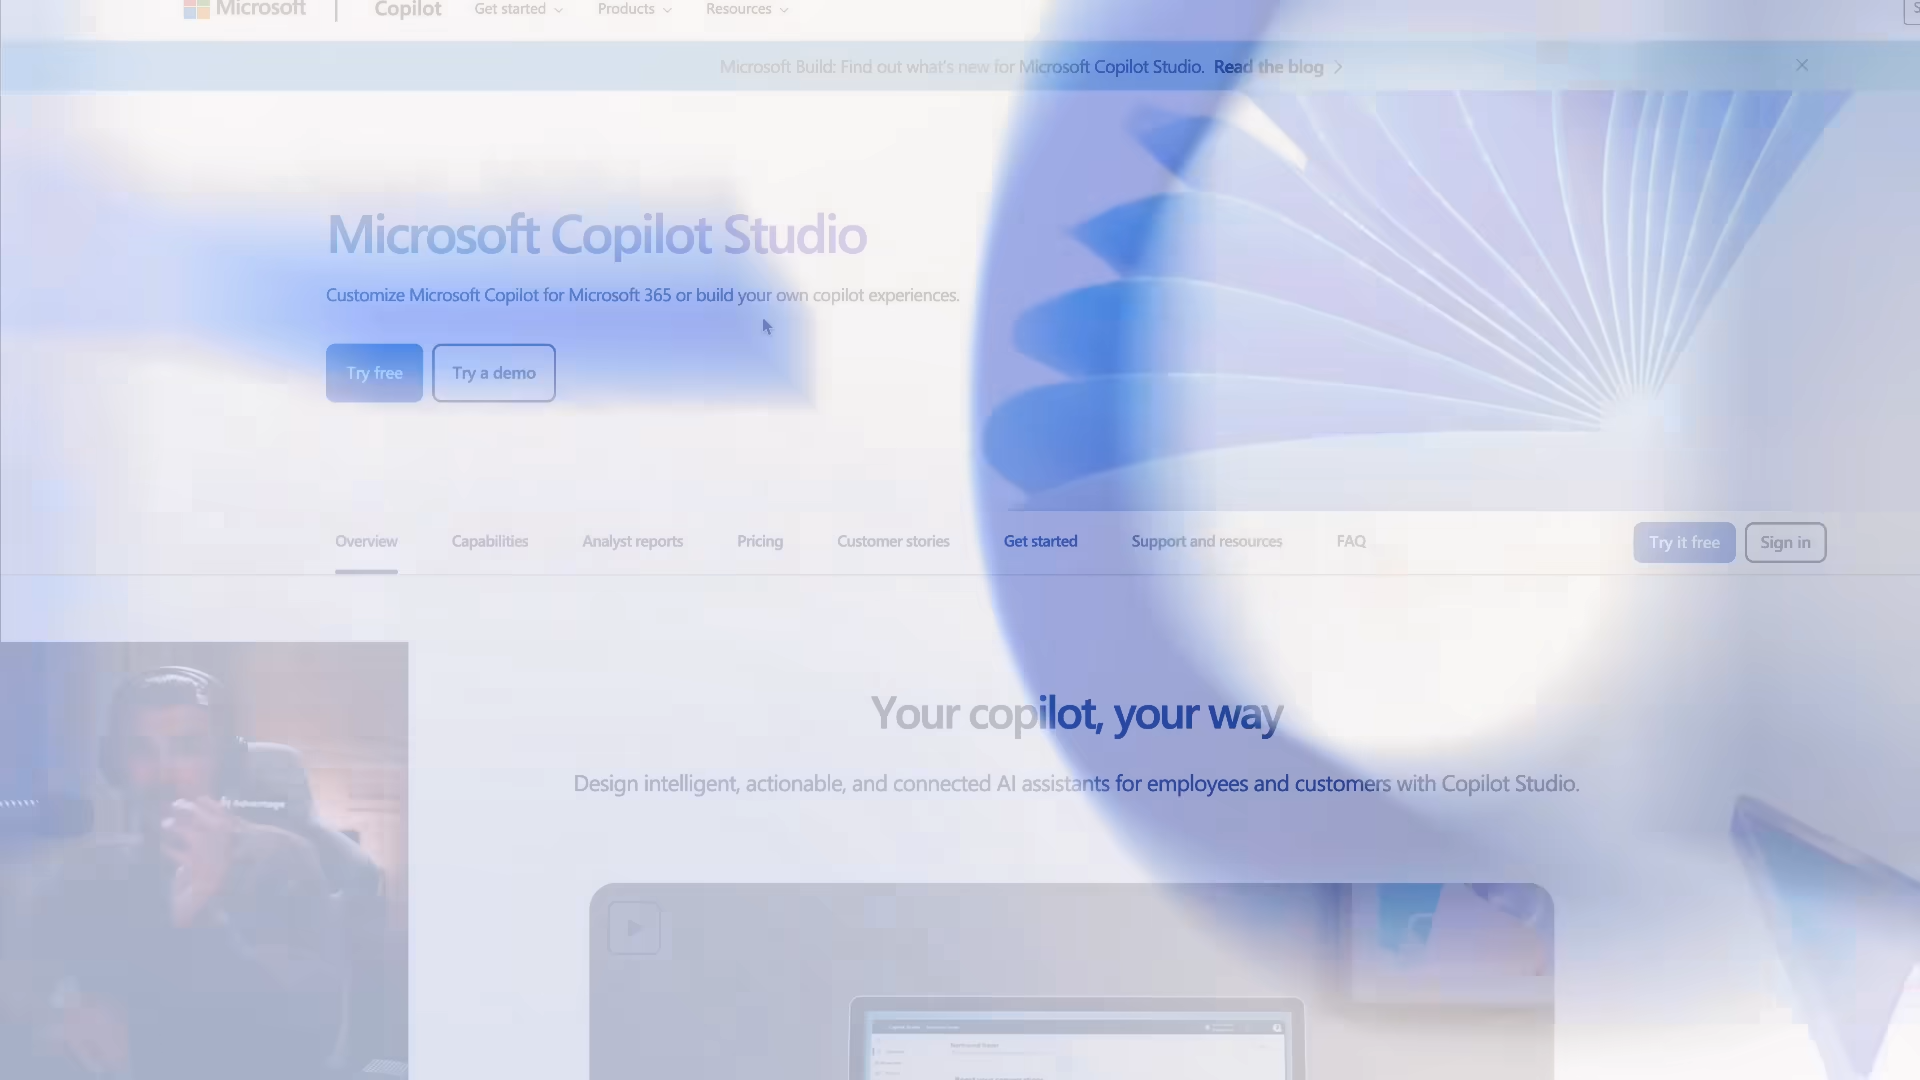 Microsoft | Copilot Get started Products Resources
Microsoft Build: Find out what's new for Microsoft Copilot Studio. Read the blog
Microsoft Copilot Studio
Customize Microsoft Copilot for Microsoft 365 or build your own copilot experiences.
Try free Try a demo
Overview Capabilities Analyst reports Pricing Customer stories Get started Support and resources FAQ Try it free Sign in
Your copilot, your way
Design intelligent, actionable, and connected AI assistants for employees and customers with Copilot Studio.